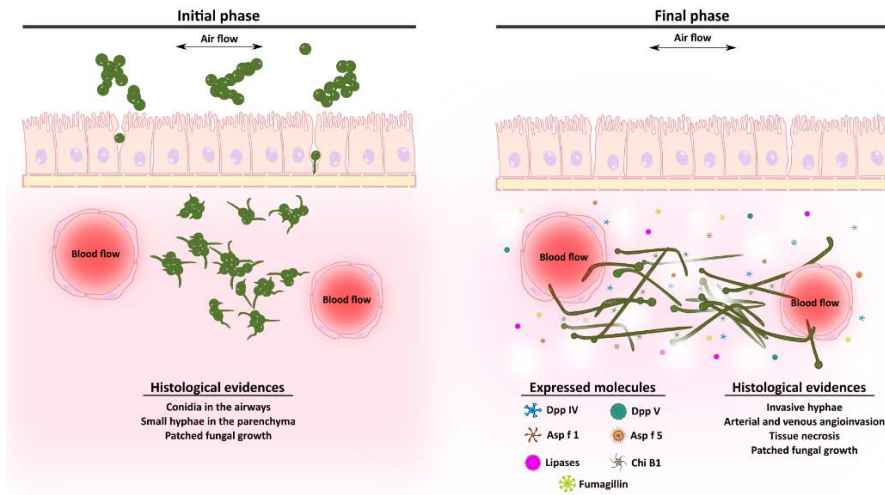 Initial phase
Air flow
Blood flow
Blood flow
Histological evidences
Conidia in the airways
Small hyphae in the parenchyma
Patched fungal growth
Final phase
Air flow
Blood flow
Blood flow
Expressed molecules
Dpp IV
Dpp V
Asp f 1
Asp f 5
Lipases
Chi B1
Fumagillin
Histological evidences
Invasive hyphae
Arterial and venous angioinvasion
Tissue necrosis
Patched fungal growth